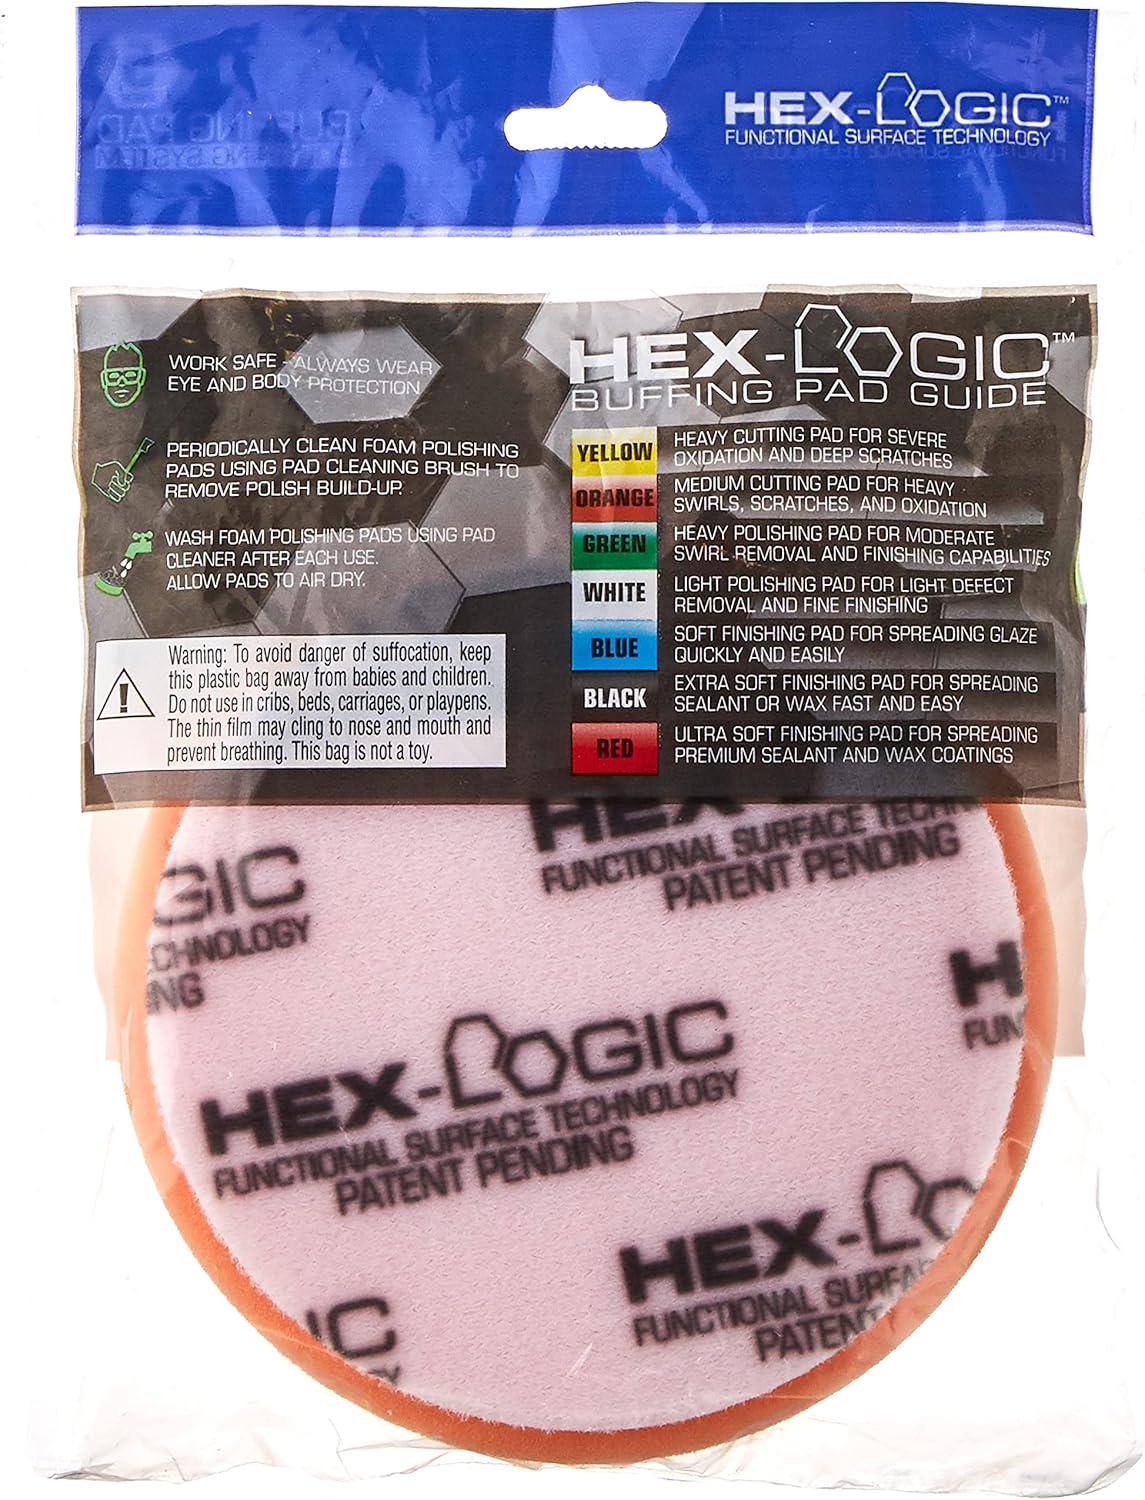 HEX-LOGIC™
FUNCTIONAL SURFACE TECHNOLOGY
WORK SAFE - ALWAYS WEAR
EYE AND BODY PROTECTION
PERIODICALLY CLEAN FOAM POLISHING
PADS USING PAD CLEANING BRUSH TO
REMOVE POLISH BUILD-UP.
WASH FOAM POLISHING PADS USING PAD
CLEANER AFTER EACH USE.
ALLOW PADS TO AIR DRY.
Warning: To avoid danger of suffocation, keep
this plastic bag away from babies and children.
Do not use in cribs, beds, carriages, or playpens.
The thin film may cling to nose and mouth and
prevent breathing. This bag is not a toy.
HEX-LOGIC™
BUFFING PAD GUIDE
YELLOW
HEAVY CUTTING PAD FOR SEVERE
OXIDATION AND DEEP SCRATCHES
ORANGE
MEDIUM CUTTING PAD FOR HEAVY
SWIRLS, SCRATCHES, AND OXIDATION
GREEN
HEAVY POLISHING PAD FOR MODERATE
SWIRL REMOVAL AND FINISHING CAPABILITIES
WHITE
LIGHT POLISHING PAD FOR LIGHT DEFECT
REMOVAL AND FINE FINISHING
BLUE
SOFT FINISHING PAD FOR SPREADING GLAZE
QUICKLY AND EASILY
BLACK
EXTRA SOFT FINISHING PAD FOR SPREADING
SEALANT OR WAX FAST AND EASY
RED
ULTRA SOFT FINISHING PAD FOR SPREADING
PREMIUM SEALANT AND WAX COATINGS
HEX-
FUNCTIONAL SURFACE TECHN
PATENT PENDING
OGIC
ECHNOLOGY
ING
H
FUN
HEX-LOGIC
FUNCTIONAL SURFACE TECHNOLOGY
PATENT PENDING
HEX-LO
FUNCTIONAL SURFA
PATENT
IC